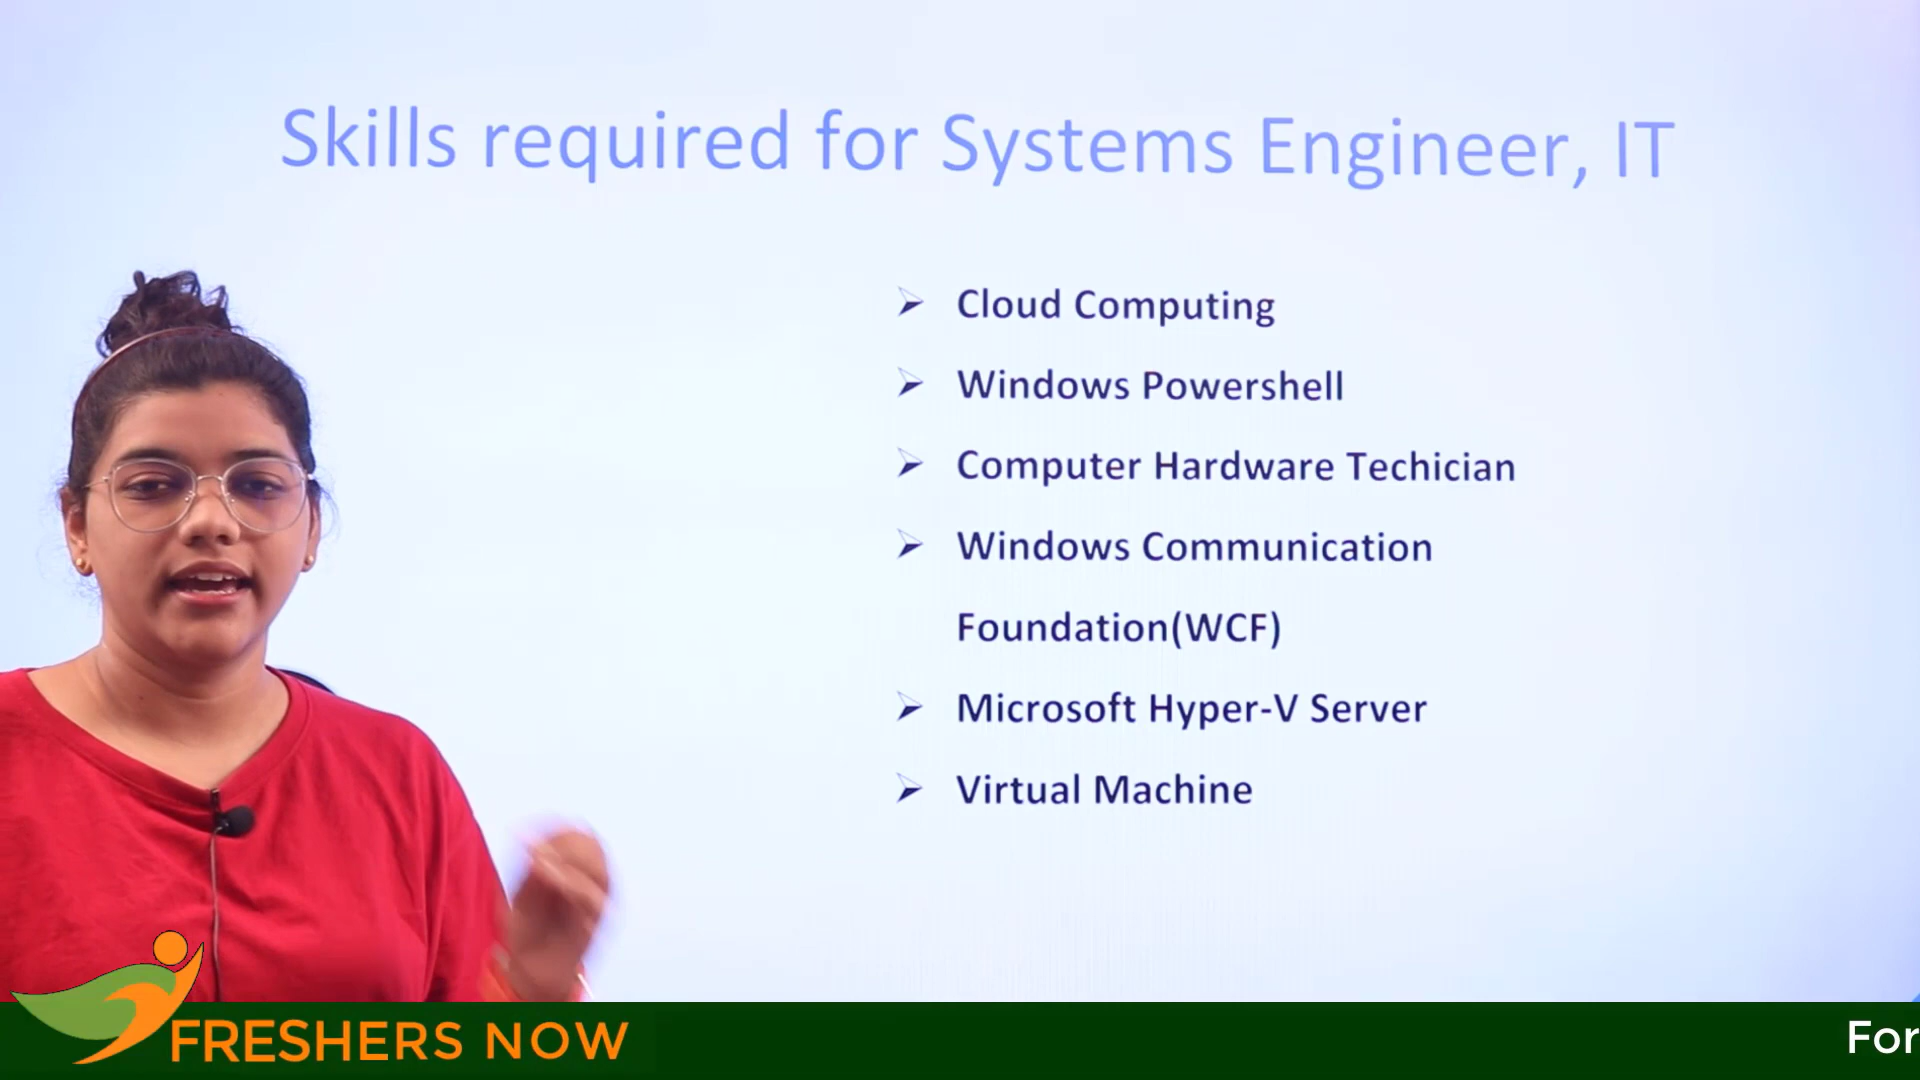 Skills required for Systems Engineer, IT
Cloud Computing
Windows Powershell
Computer Hardware Techician
Windows Communication
Foundation(WCF)
Microsoft Hyper-V Server
Virtual Machine
FRESHERS NOW
For